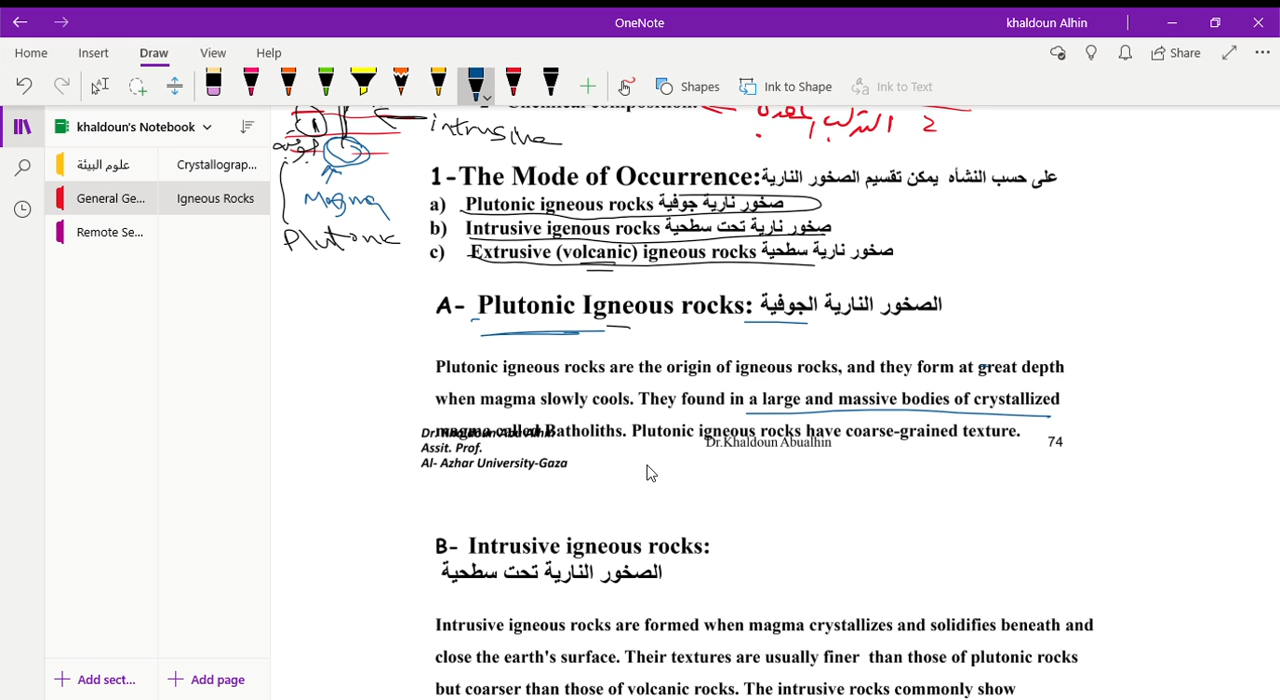 OneNote
khaldoun Alhin
Home Insert Draw View Help
Share
Shapes
Ink to Shape
Ink to Text
khaldoun's Notebook
علوم البيئة
General Ge...
Remote Se...
Crystallograp...
Igneous Rocks
Add sect...
Add page
Chemical composition.
التركيب
2
intrusive
Magma
Plutonic
1
1-The Mode of Occurrence:على حسب النشأه يمكن تقسيم الصخور النارية
a) Plutonic igneous rocks صخور نارية جوفية
b) Intrusive igenous rocks صخور نارية تحت سطحية
c) Extrusive (volcanic) igneous rocks صخور نارية سطحية
A- Plutonic Igneous rocks: الصخور النارية الجوفية
Plutonic igneous rocks are the origin of igneous rocks, and they form at great depth
when magma slowly cools. They found in a large and massive bodies of crystallized
magma called Batholiths. Plutonic igneous rocks have coarse-grained texture.
Assit. Prof.
Al- Azhar University-Gaza
Dr.Khaldoun Abualhin
74
B- Intrusive igneous rocks:
الصخور النارية تحت سطحية
Intrusive igneous rocks are formed when magma crystallizes and solidifies beneath and
close the earth's surface. Their textures are usually finer than those of plutonic rocks
but coarser than those of volcanic rocks. The intrusive rocks commonly show